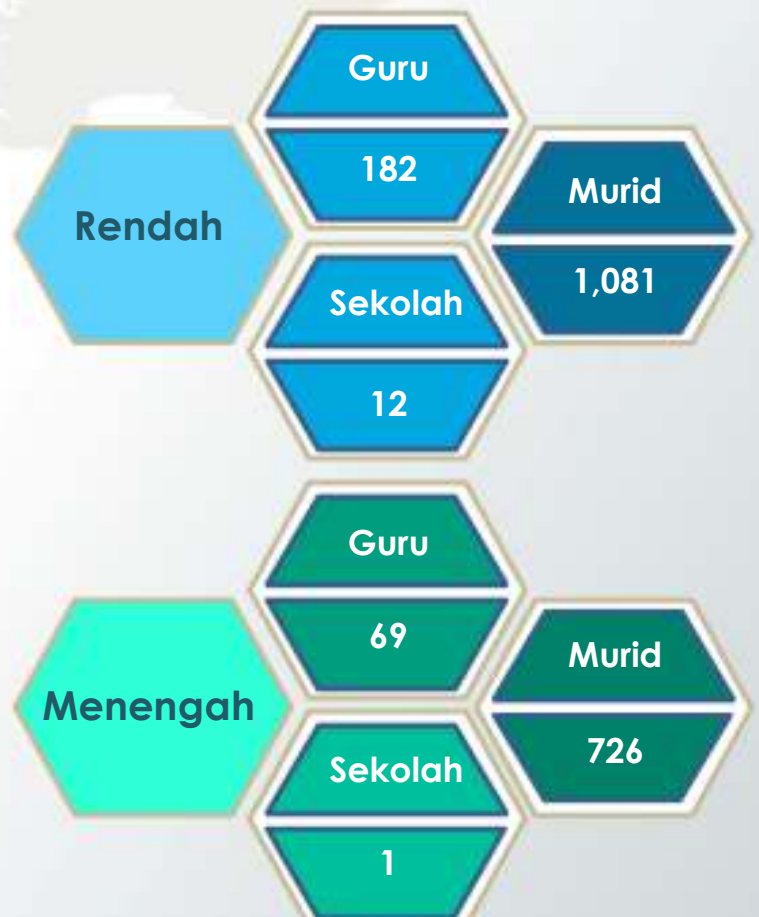 Rendah
Guru
182
Murid
1,081
Sekolah
12
Menengah
Guru
69
Murid
726
Sekolah
1